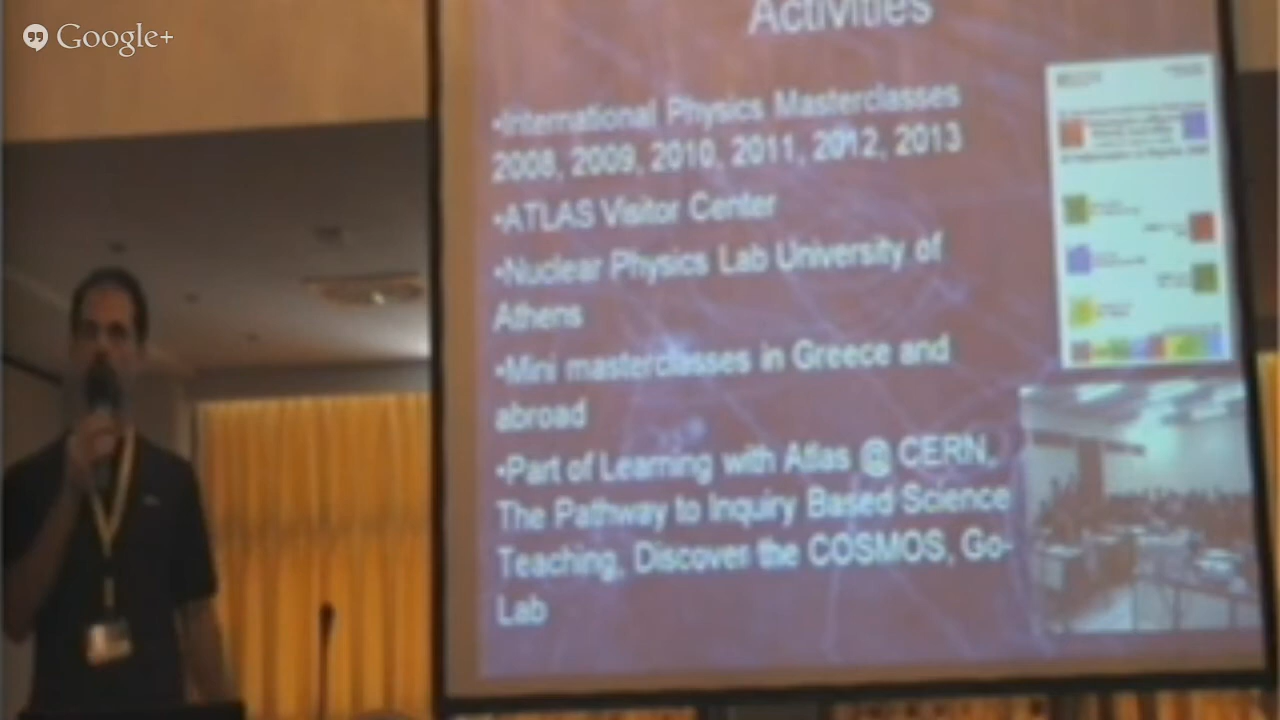 Google+
Activities
•International Physics Masterclasses
2008, 2009, 2010, 2011, 2012, 2013
•ATLAS Visitor Center
•Nuclear Physics Lab University of
Athens
•Mini masterclasses in Greece and
abroad
•Part of Learning with Atlas @ CERN,
The Pathway to Inquiry Based Science
Teaching, Discover the COSMOS, Go-
Lab